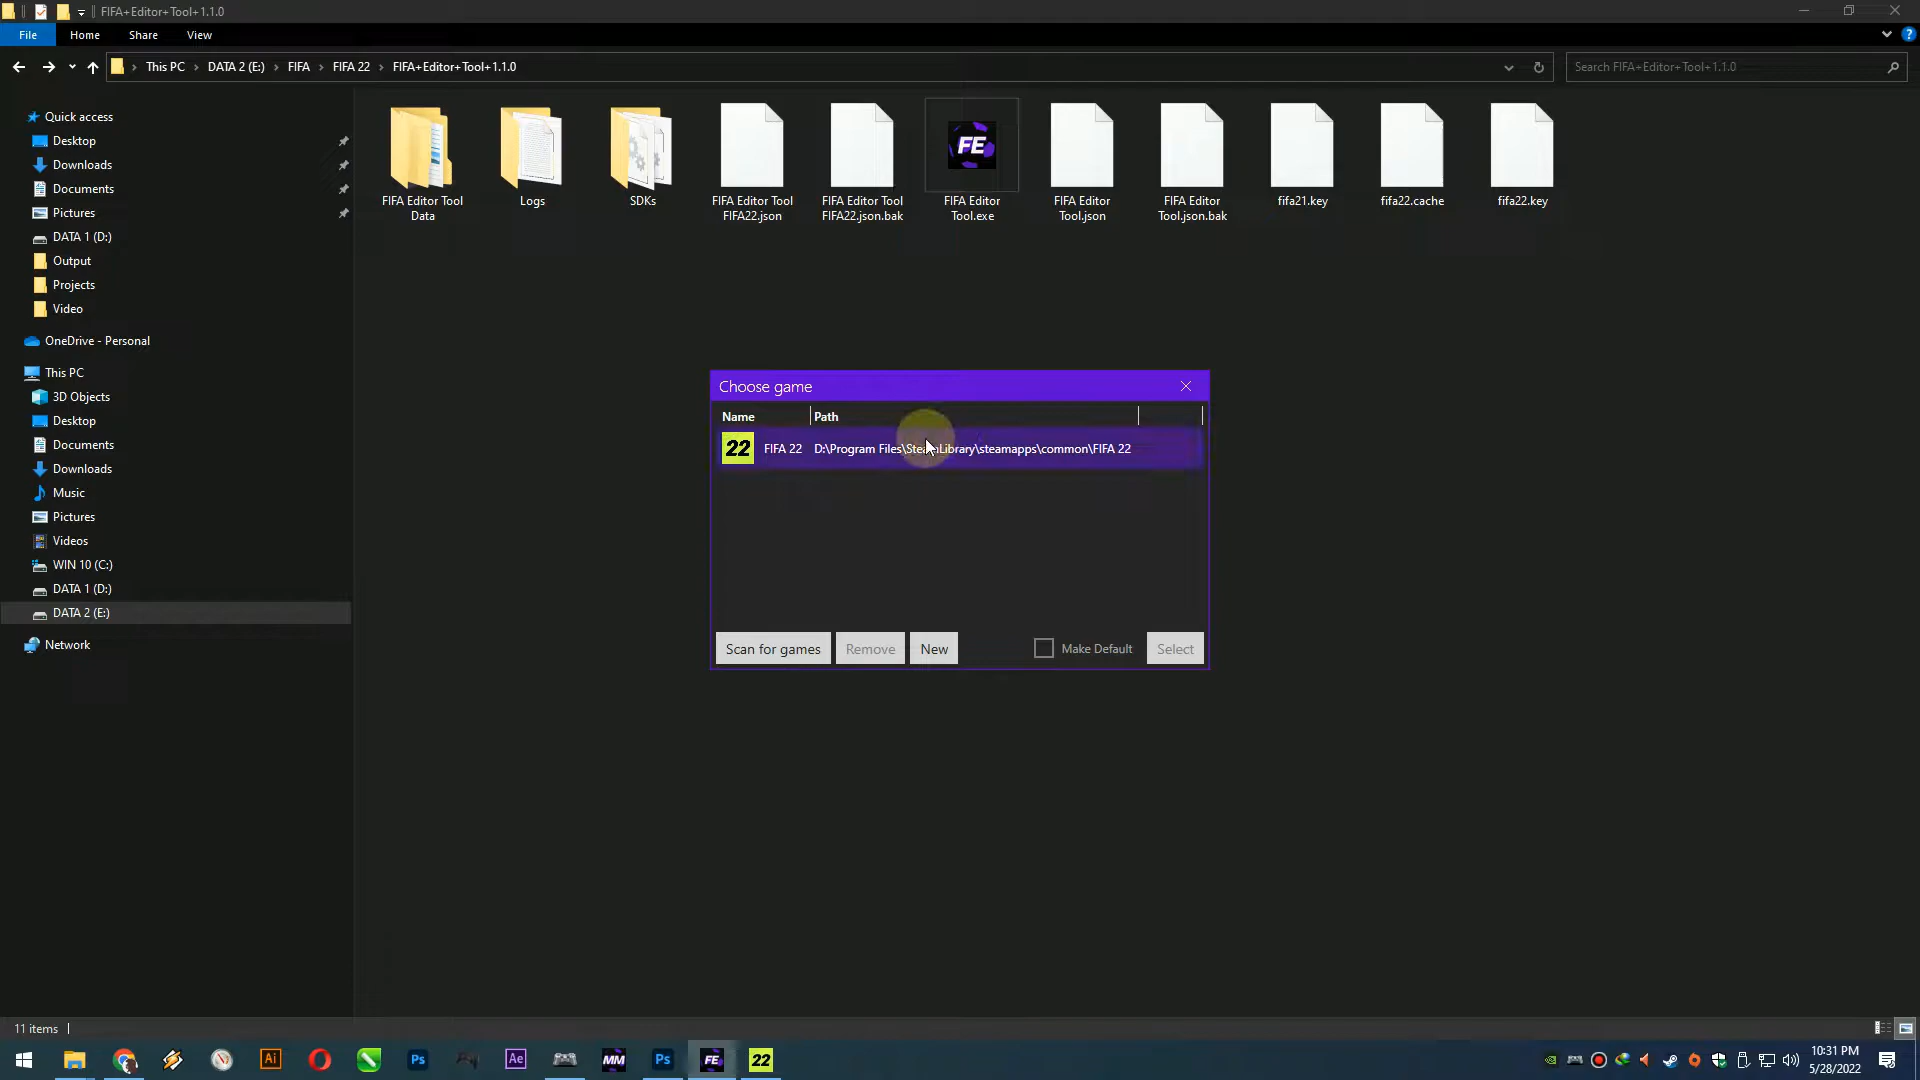 FIFA+Editor+Tool+1.1.0
File Home Share View
This PC DATA 2 (E:) FIFA FIFA 22 FIFA+Editor+Tool+1.1.0
Search FIFA+Editor+Tool+1.1.0
Quick access
Desktop
Downloads
Documents
Pictures
DATA 1 (D:)
Output
Projects
Video
OneDrive - Personal
This PC
3D Objects
Desktop
Documents
Downloads
Music
Pictures
Videos
WIN 10 (C:)
DATA 1 (D:)
DATA 2 (E:)
Network
FIFA Editor Tool
Data
Logs
SDKs
FIFA Editor Tool
FIFA22.json
FIFA Editor Tool
FIFA22.json.bak
FE
FIFA Editor
Tool.exe
FIFA Editor
Tool.json
FIFA Editor
Tool.json.bak
fifa21.key
fifa22.cache
fifa22.key
Choose game
Name Path
22 FIFA 22 D:\Program Files\SteamLibrary\steamapps\common\FIFA 22
Scan for games Remove New Make Default Select
11 items
Ai Ps Ae MM Ps FE 22
10:31 PM
5/28/2022